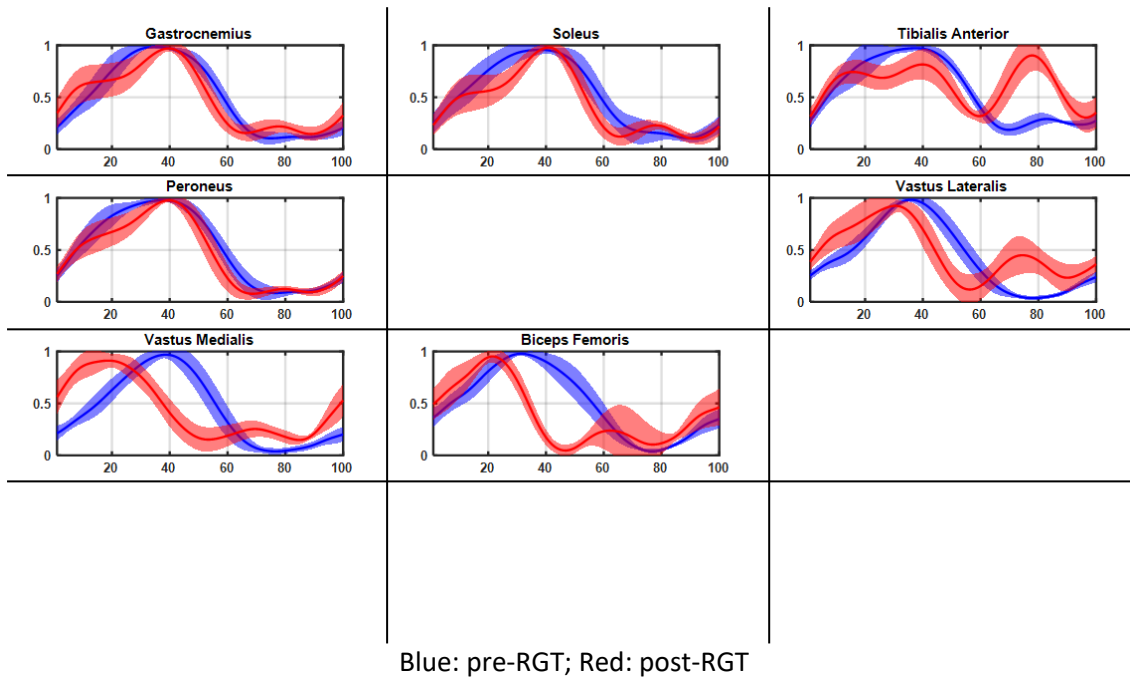 Gastrocnemius
1
0.5
0
20 40 60 80 100
Soleus
1
0.5
0
20 40 60 80 100
Tibialis Anterior
1
0.5
0
20 40 60 80 100
Peroneus
1
0.5
0
20 40 60 80 100
Vastus Lateralis
1
0.5
0
20 40 60 80 100
Vastus Medialis
1
0.5
0
20 40 60 80 100
Biceps Femoris
1
0.5
0
20 40 60 80 100
Blue: pre-RGT; Red: post-RGT